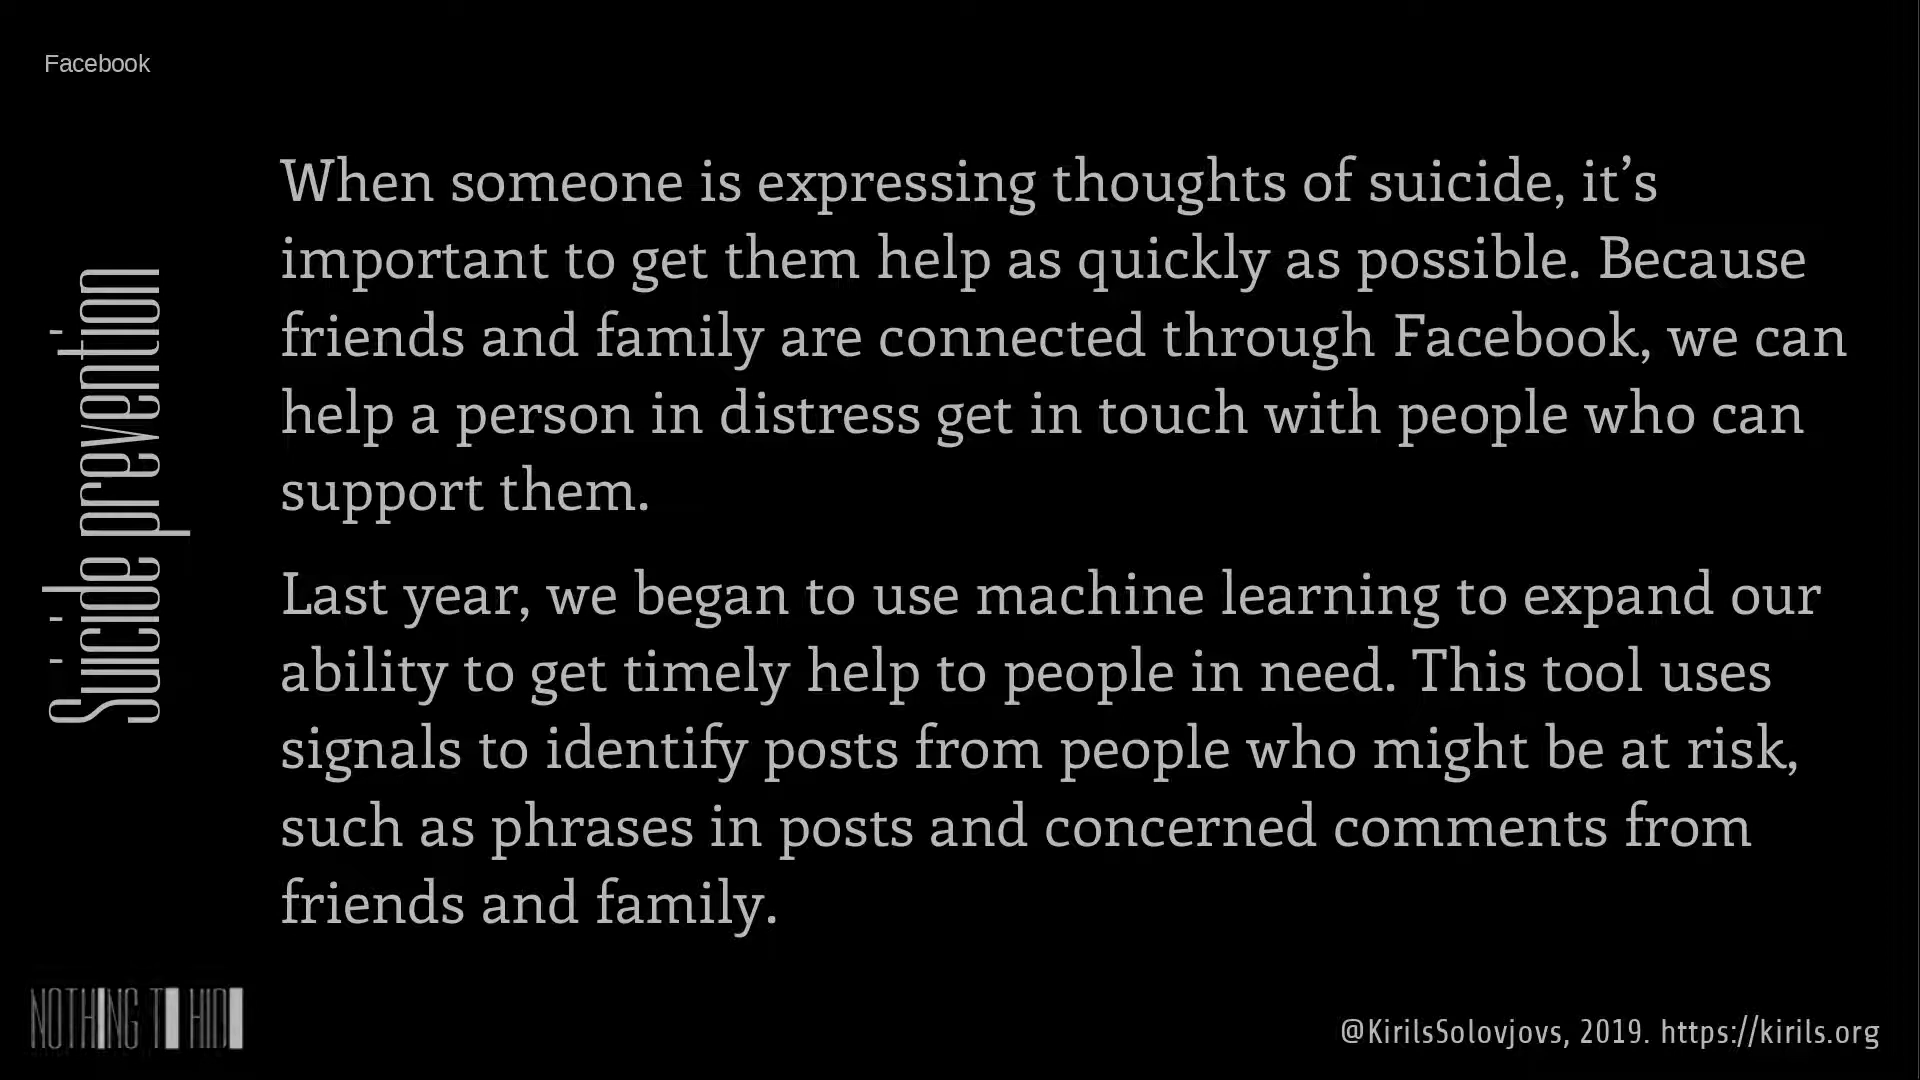 Facebook
Suicide prevention
When someone is expressing thoughts of suicide, it’s
important to get them help as quickly as possible. Because
friends and family are connected through Facebook, we can
help a person in distress get in touch with people who can
support them.
Last year, we began to use machine learning to expand our
ability to get timely help to people in need. This tool uses
signals to identify posts from people who might be at risk,
such as phrases in posts and concerned comments from
friends and family.
NOTHING T█ HID█
@KirilsSolovjovs, 2019. https://kirils.org